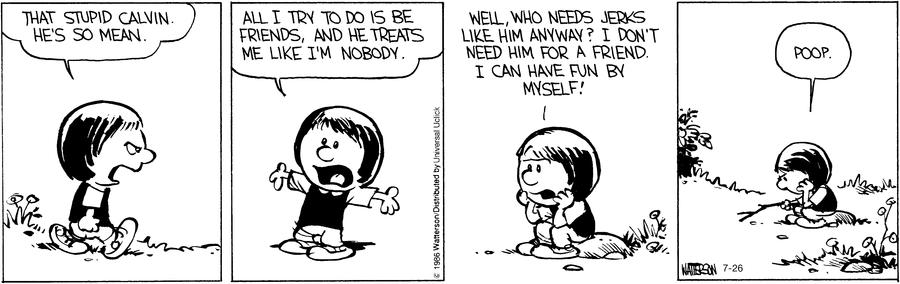 THAT STUPID CALVIN.
HE'S SO MEAN.
ALL I TRY TO DO IS BE
FRIENDS, AND HE TREATS
ME LIKE I'M NOBODY.
© 1986 Watterson/Distributed by Universal Uclick
WELL, WHO NEEDS JERKS
LIKE HIM ANYWAY? I DON'T
NEED HIM FOR A FRIEND.
I CAN HAVE FUN BY
MYSELF!
POOP.
WATTERSON 7-26